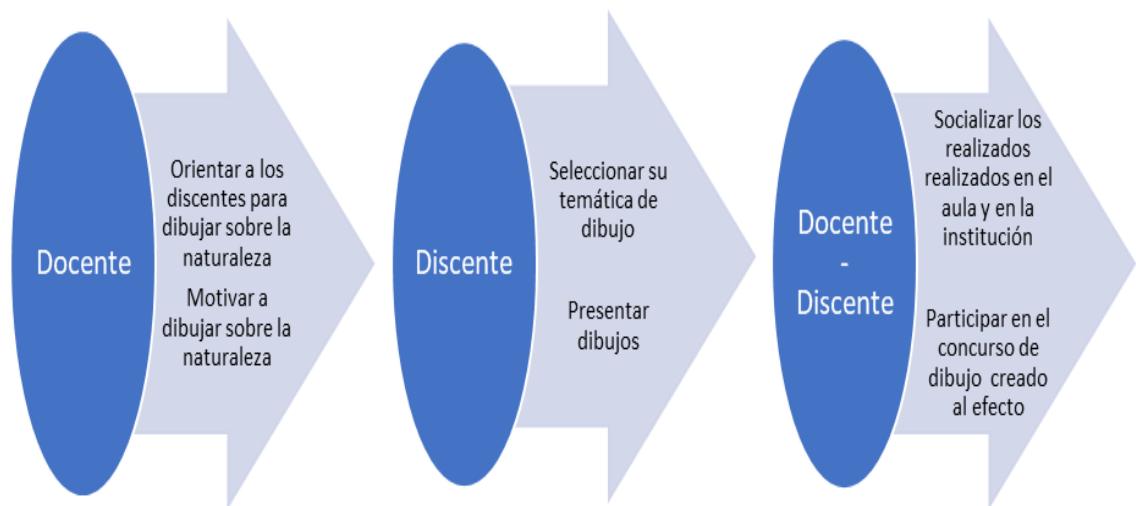 Docente
Orientar a los
discentes para
dibujar sobre la
naturaleza
Motivar a
dibujar sobre la
naturaleza
Discente
Seleccionar su
temática de
dibujo
Presentar
dibujos
Docente
-
Discente
Socializar los
realizados
realizados en el
aula y en la
institución
Participar en el
concurso de
dibujo creado
al efecto